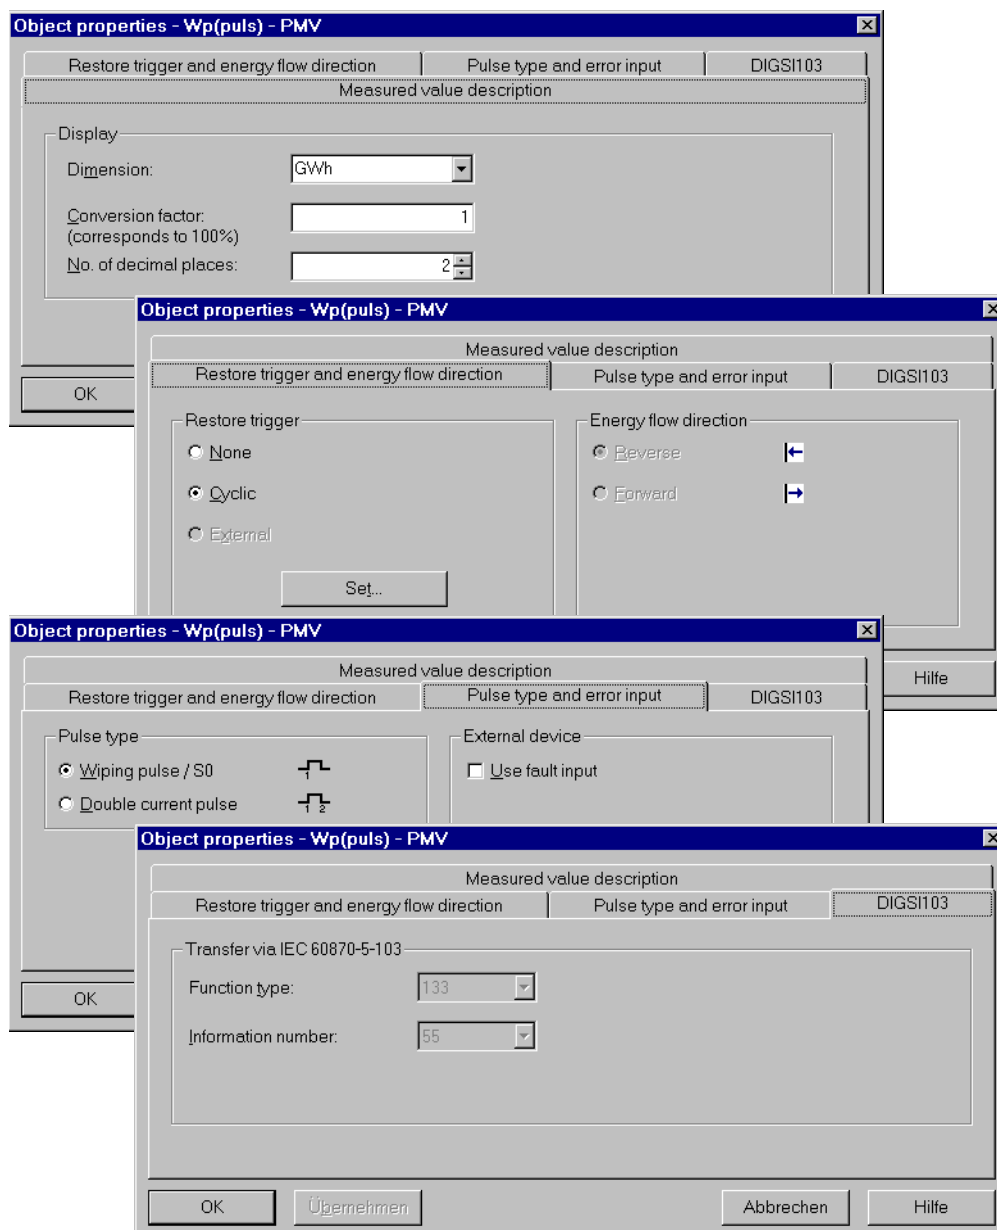 Object properties - Wp(puls) - PMV
Restore trigger and energy flow direction
Pulse type and error input
DIGSI103
Measured value description
Display
Dimension:
GWh
Conversion factor:
(corresponds to 100%)
1
No. of decimal places:
2
OK
Object properties - Wp(puls) - PMV
Measured value description
Restore trigger and energy flow direction
Pulse type and error input
DIGSI103
Restore trigger
None
Cyclic
External
Set...
Energy flow direction
Reverse
Forward
Hilfe
Object properties - Wp(puls) - PMV
Measured value description
Restore trigger and energy flow direction
Pulse type and error input
DIGSI103
Pulse type
Wiping pulse / S0
1
Double current pulse
1 2
External device
Use fault input
OK
Object properties - Wp(puls) - PMV
Measured value description
Restore trigger and energy flow direction
Pulse type and error input
DIGSI103
Transfer via IEC 60870-5-103
Function type:
133
Information number:
55
OK
Übernehmen
Abbrechen
Hilfe